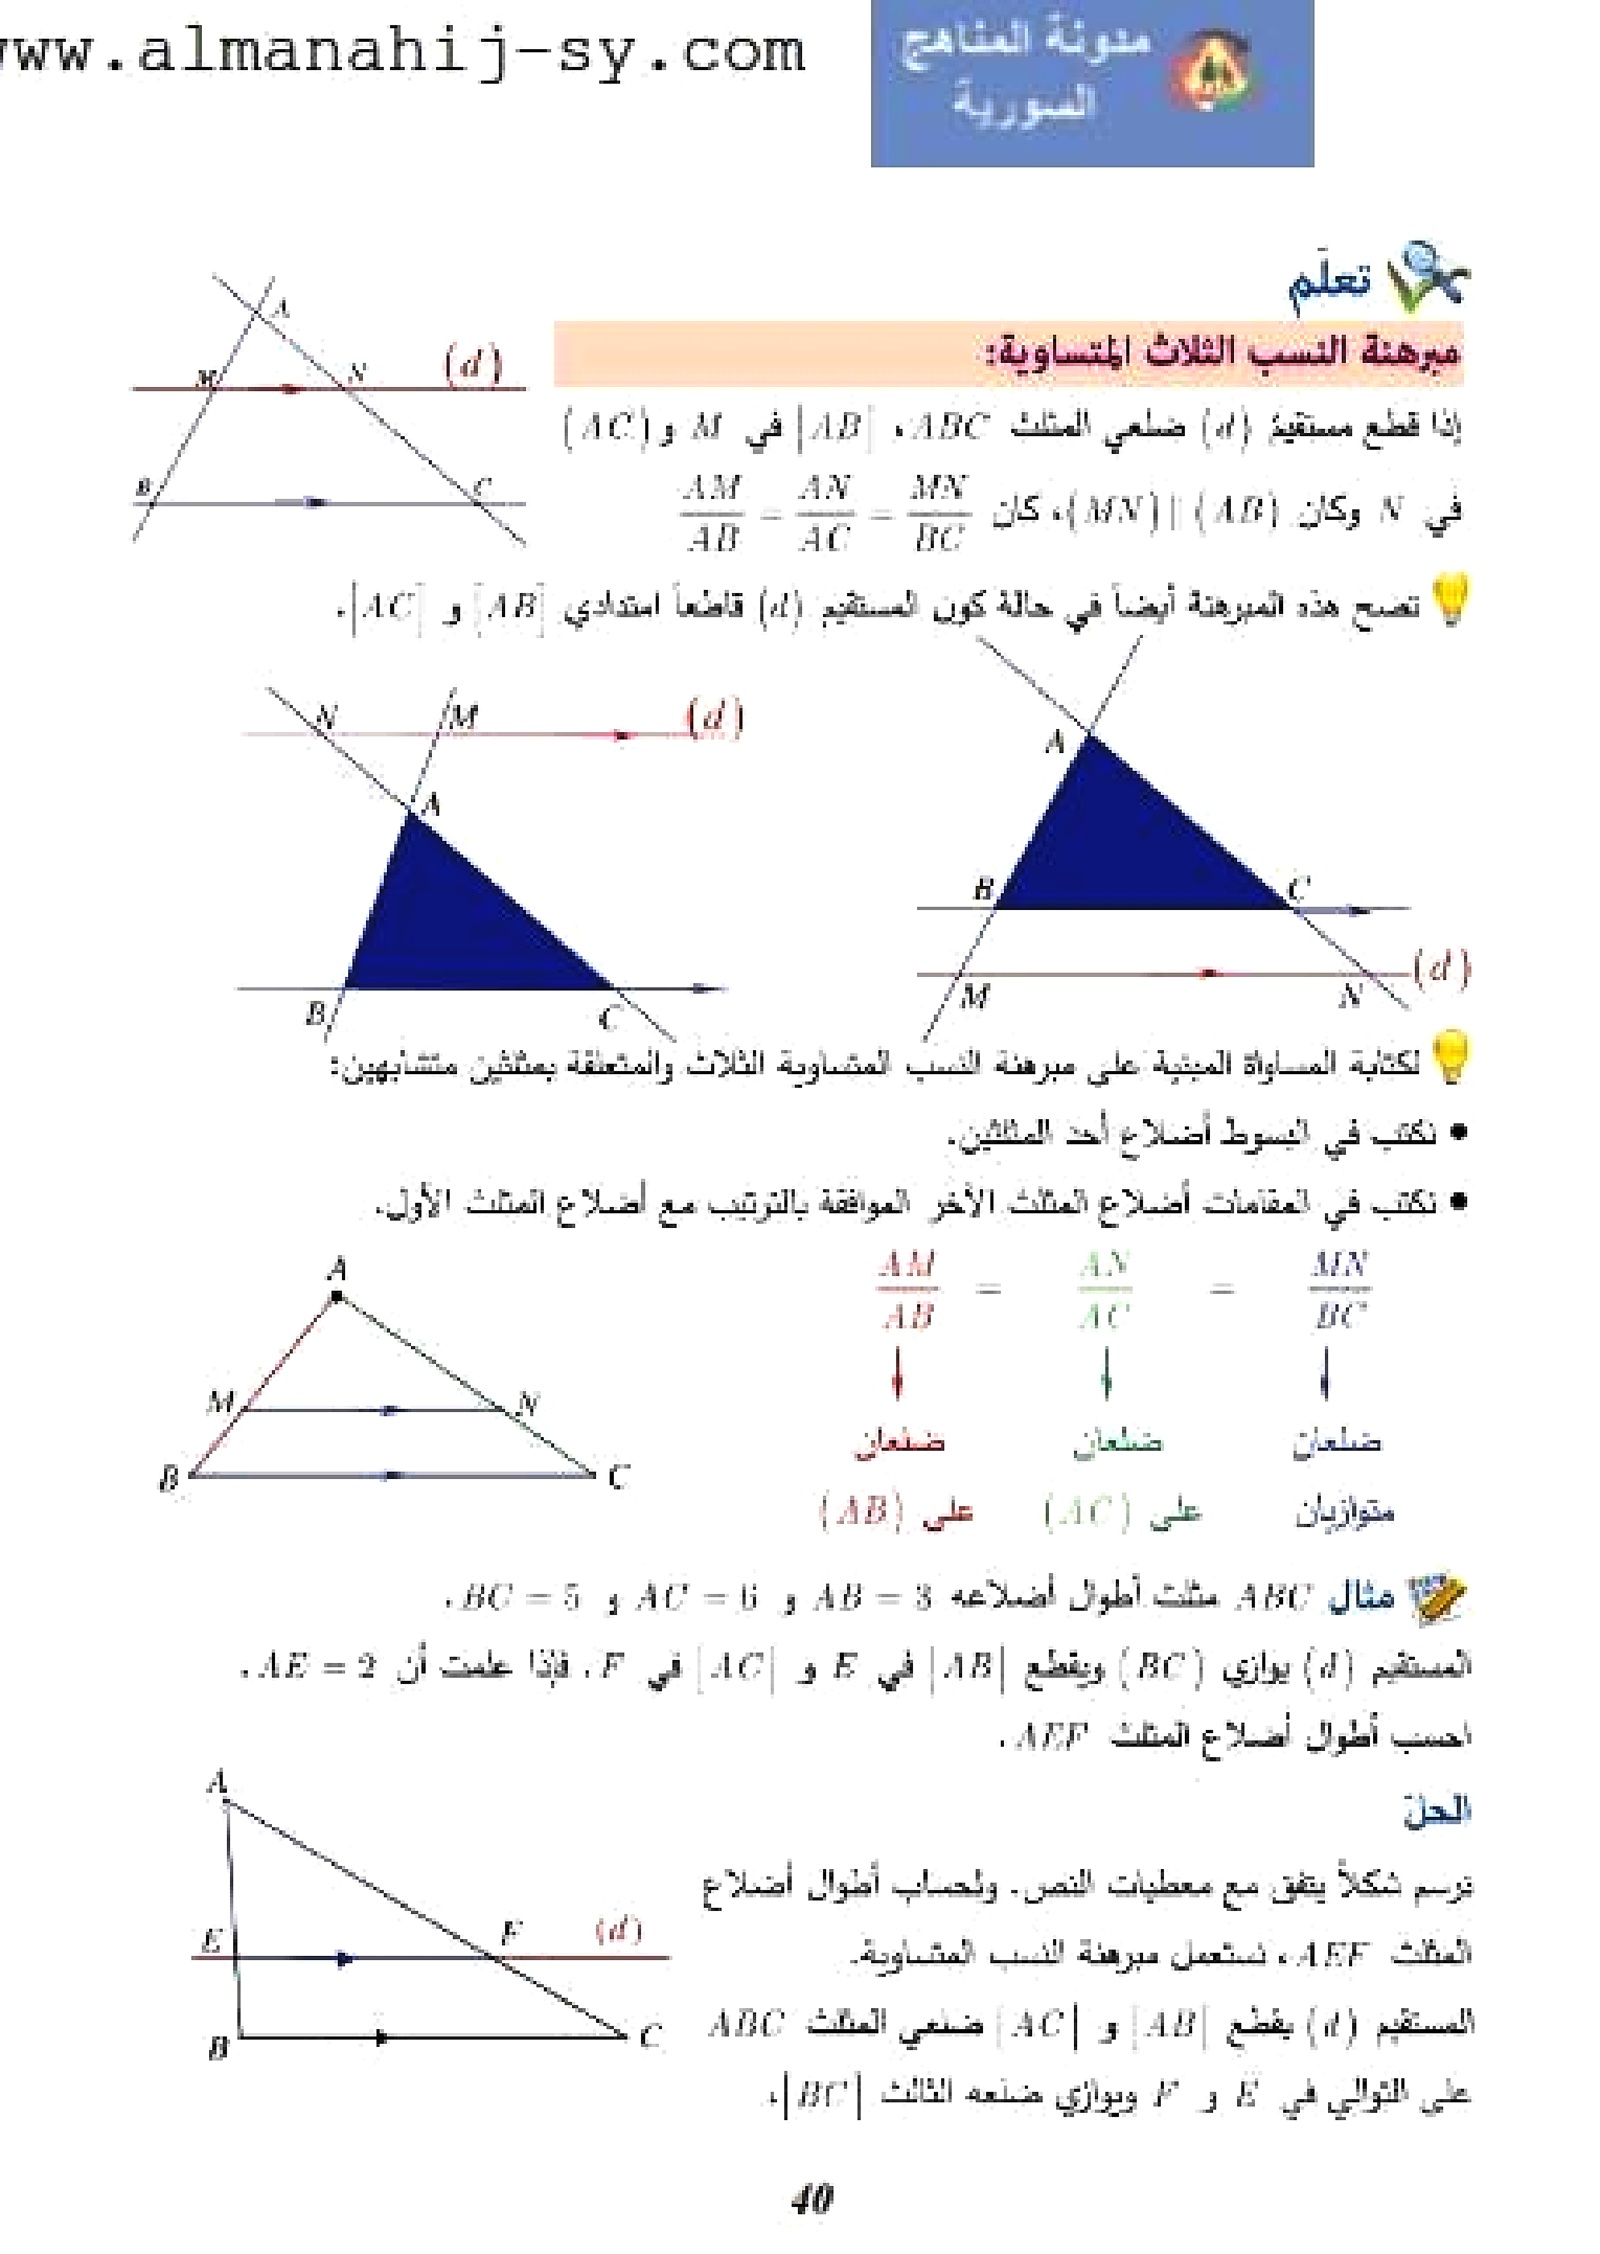 www.almanahij-sy.com
مدونة المناهج
السورية
تعلّم
مبرهنة النسب الثلاث المتساوية:
إذا قطع مستقيمٌ (d) ضلعي المثلث ABC، [AB] في M و (AC)
في N وكان (AB) || (MN)، كان MN/BC = AN/AC = AM/AB
A
M
N
(d)
B
C
تصبح هذه المبرهنة أيضاً في حالة كون المستقيم (d) قاطعاً امتدادي [AB] و [AC].
N
M
(d)
A
B
C
A
B
C
(d)
M
N
لكتابة المساواة المبنية على مبرهنة النسب المتساوية الثلاث والمتعلقة بمثلثين متشابهين:
• نكتب في البسوط أضلاع أحد المثلثين.
• نكتب في المقامات أضلاع المثلث الآخر الموافقة بالترتيب مع أضلاع المثلث الأول.
AM/AB = AN/AC = MN/BC
ضلعان ضلعان ضلعان
متوازيان على (AC) على (AB)
A
M
N
B
C
مثال ABC مثلث أطوال أضلاعه AB = 3 و AC = 6 و BC = 5.
المستقيم (d) يوازي (BC) ويقطع [AB] في E و [AC] في F. فإذا علمت أن AE = 2.
احسب أطوال أضلاع المثلث AEF.
الحل
نرسم شكلاً يتفق مع معطيات النص. ولحساب أطوال أضلاع
المثلث AEF، نستعمل مبرهنة النسب المتساوية.
المستقيم (d) يقطع [AB] و [AC] ضلعي المثلث ABC
على التوالي في E و F ويوازي ضلعه الثالث [BC].
A
E
F
(d)
B
C
40